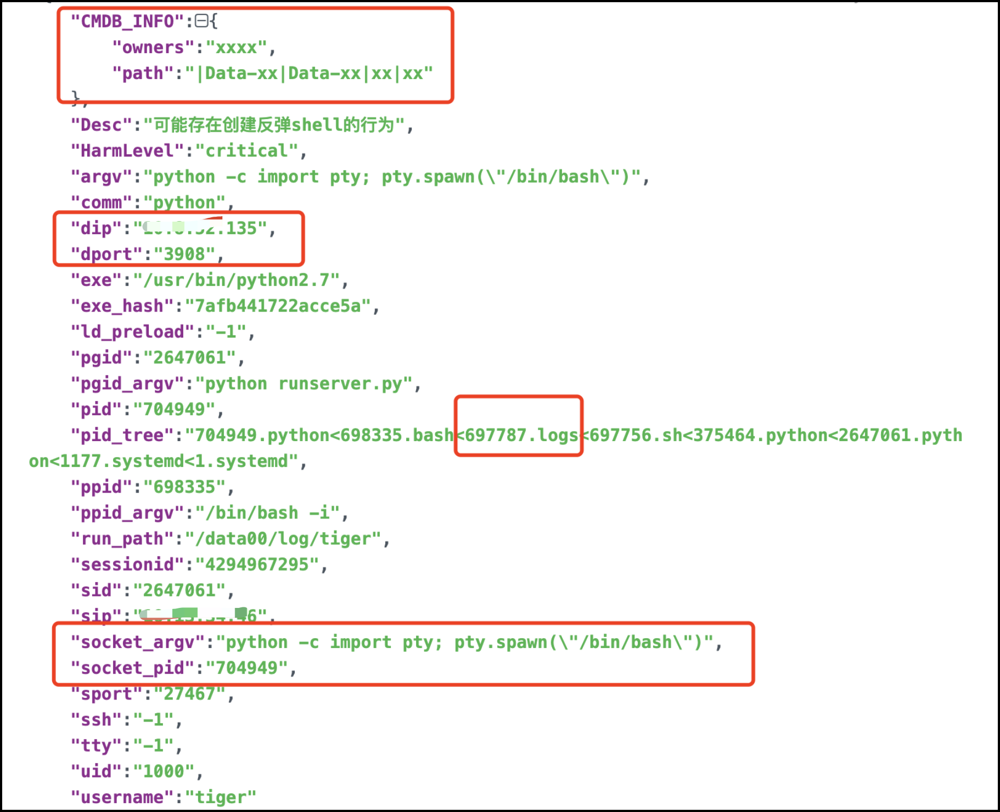 "CMDB_INFO":{
"owners":"xxxx",
"path":"|Data-xx|Data-xx|xx|xx"
},
"Desc":"可能存在创建反弹shell的行为",
"HarmLevel":"critical",
"argv":"python -c import pty; pty.spawn(\"/bin/bash\")",
"comm":"python",
"dip":".135",
"dport":"3908",
"exe":"/usr/bin/python2.7",
"exe_hash":"7afb441722acce5a",
"ld_preload":"-1",
"pgid":"2647061",
"pgid_argv":"python runserver.py",
"pid":"704949",
"pid_tree":"704949.python<698335.bash<697787.logs<697756.sh<375464.python<2647061.pyth
on<1177.systemd<1.systemd",
"ppid":"698335",
"ppid_argv":"/bin/bash -i",
"run_path":"/data00/log/tiger",
"sessionid":"4294967295",
"sid":"2647061",
"sip":"6",
"socket_argv":"python -c import pty; pty.spawn(\"/bin/bash\")",
"socket_pid":"704949",
"sport":"27467",
"ssh":"-1",
"tty":"-1",
"uid":"1000",
"username":"tiger"